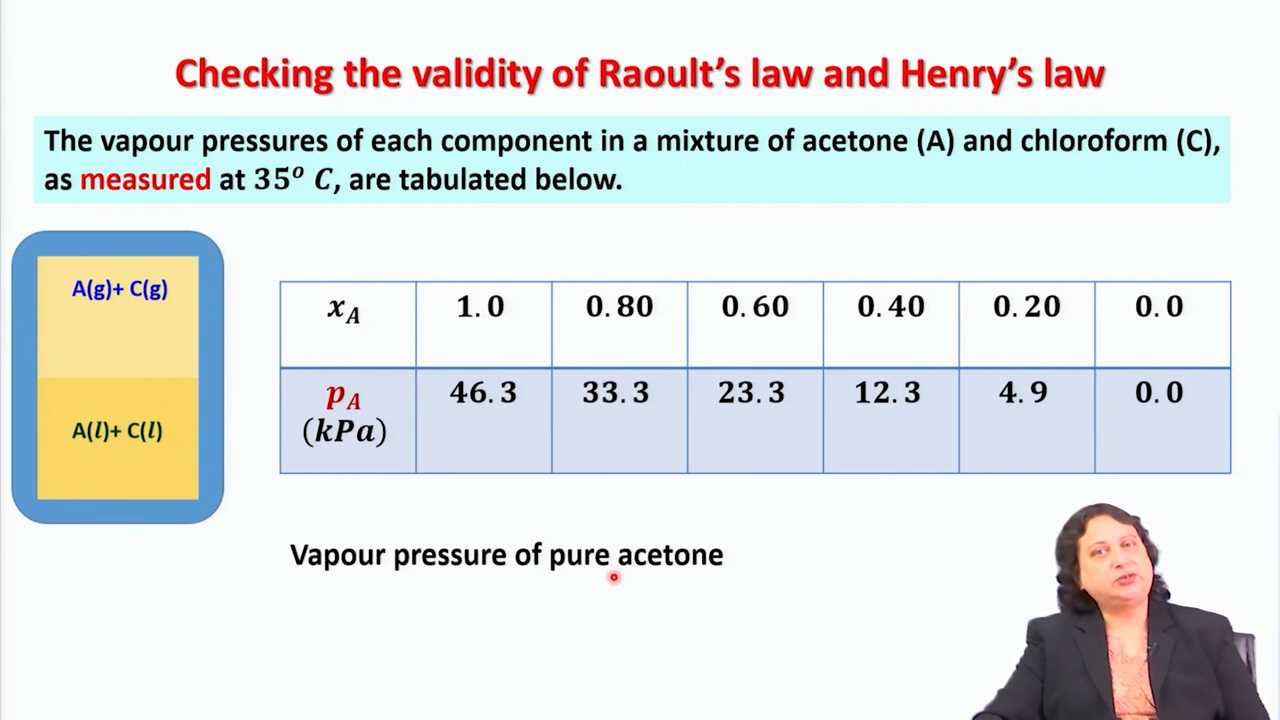 Checking the validity of Raoult's law and Henry's law
The vapour pressures of each component in a mixture of acetone (A) and chloroform (C),
as measured at 35° C, are tabulated below.
A(g)+ C(g)
A(l)+ C(l)
x_A 1.0 0.80 0.60 0.40 0.20 0.0
p_A 46.3 33.3 23.3 12.3 4.9 0.0
(kPa)
Vapour pressure of pure acetone